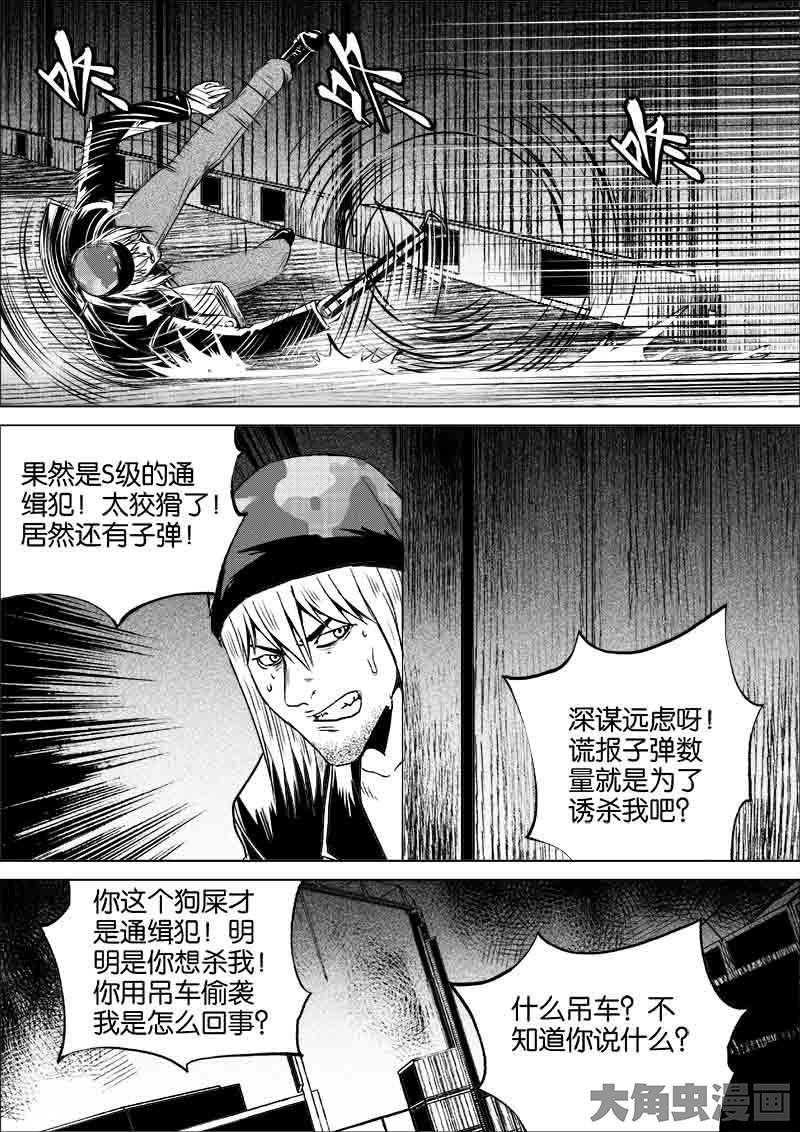 咚
咚
咚
果然是S级的通
缉犯！太狡猾了！
居然还有子弹！
深谋远虑呀！
谎报子弹数
量就是为了
诱杀我吧？
你这个狗屎才
是通缉犯！明
明是你想杀我！
你用吊车偷袭
我是怎么回事？
什么吊车？不
知道你说什么？
大角虫漫画